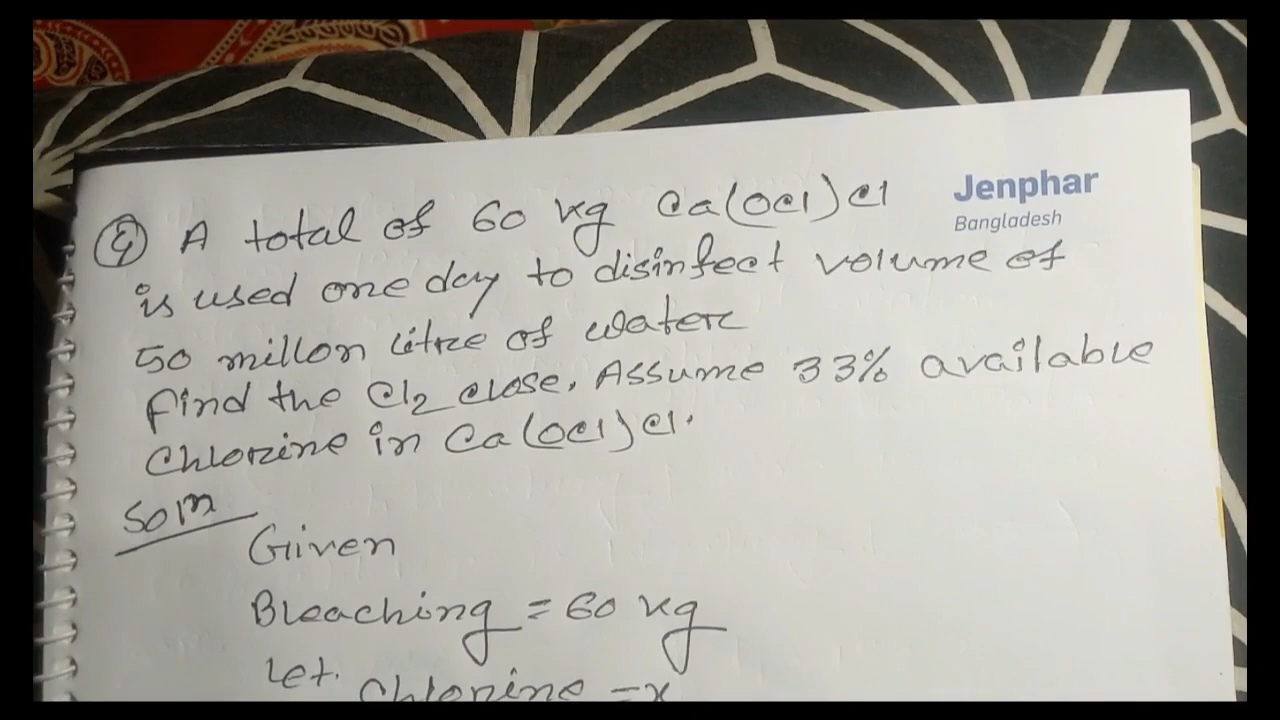 Jenphar
Bangladesh
Q A total of 60 kg Ca(OCl)Cl
is used one day to disinfect volume of
50 millon litre of water
Find the Cl2 dose. Assume 33% available
Chlorine in Ca(OCl)Cl.
Soln
Given
Bleaching = 60 kg
Let.
Chlorine = x